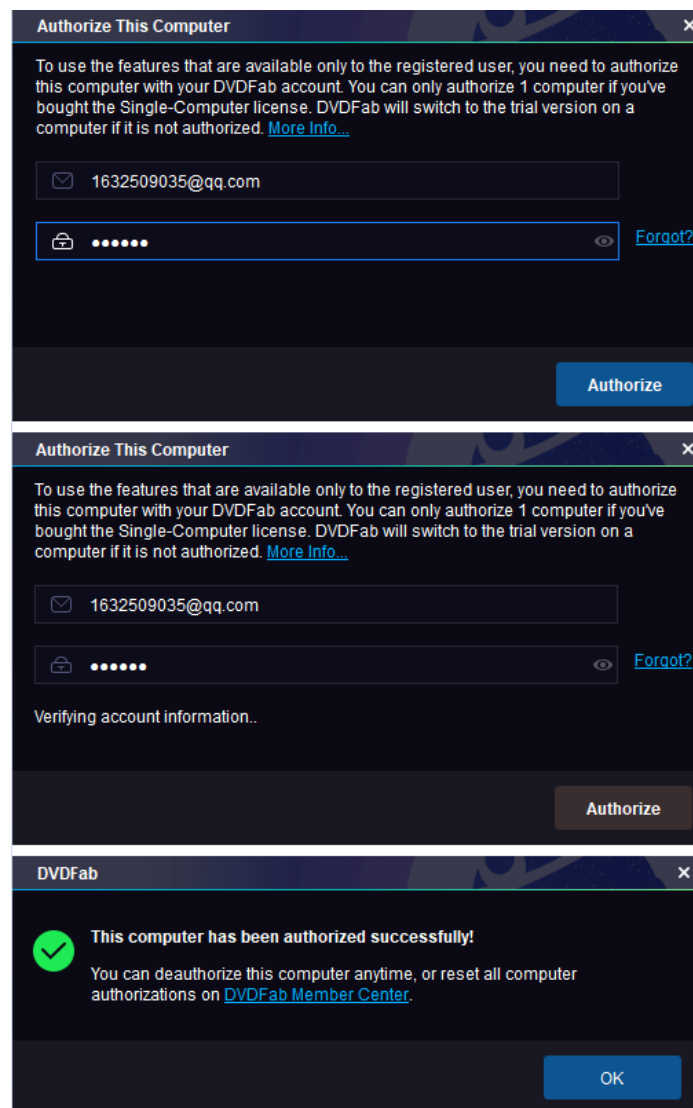 Authorize This Computer
To use the features that are available only to the registered user, you need to authorize
this computer with your DVDFab account. You can only authorize 1 computer if you've
bought the Single-Computer license. DVDFab will switch to the trial version on a
computer if it is not authorized. More Info...
1632509035@qq.com
••••••
Forgot?
Authorize
Authorize This Computer
To use the features that are available only to the registered user, you need to authorize
this computer with your DVDFab account. You can only authorize 1 computer if you've
bought the Single-Computer license. DVDFab will switch to the trial version on a
computer if it is not authorized. More Info...
1632509035@qq.com
••••••
Forgot?
Verifying account information..
Authorize
DVDFab
This computer has been authorized successfully!
You can deauthorize this computer anytime, or reset all computer
authorizations on DVDFab Member Center.
OK